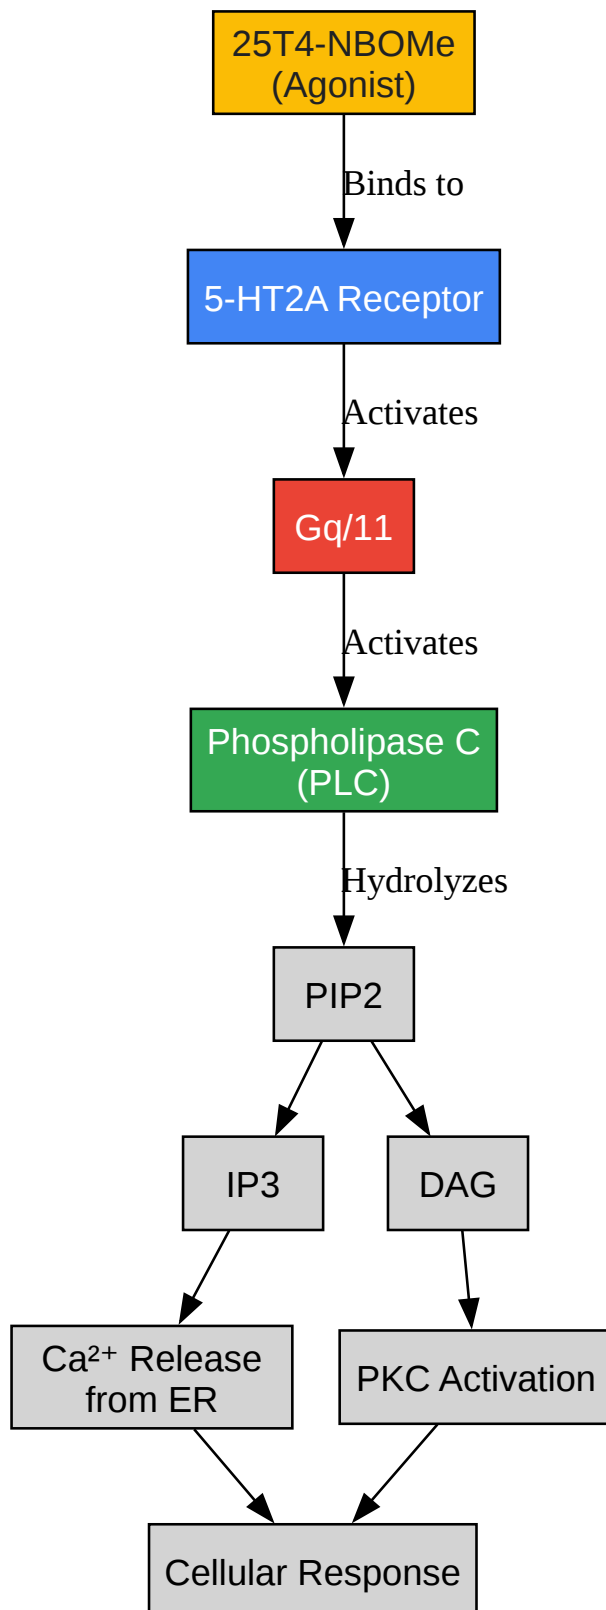 25T4-NBOMe
(Agonist)
Binds to
5-HT2A Receptor
Activates
Gq/11
Activates
Phospholipase C
(PLC)
Hydrolyzes
PIP2
IP3
DAG
Ca²⁺ Release
from ER
PKC Activation
Cellular Response